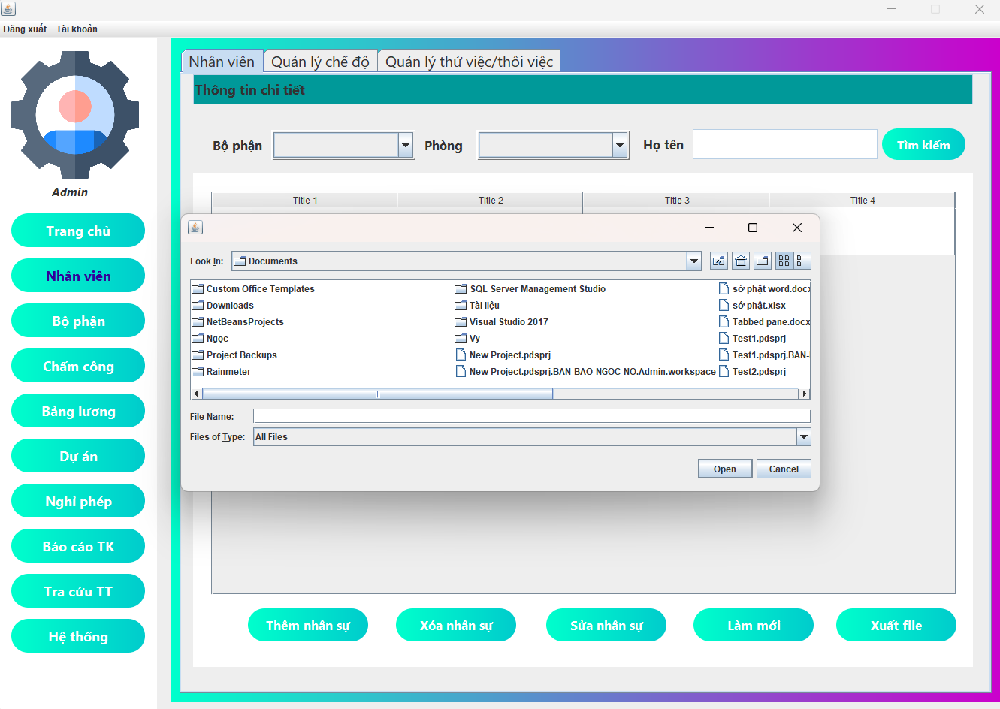 Đăng xuất Tài khoản
Admin
Trang chủ
Nhân viên
Bộ phận
Chấm công
Bảng lương
Dự án
Nghỉ phép
Báo cáo TK
Tra cứu TT
Hệ thống
Nhân viên Quản lý chế độ Quản lý thử việc/thôi việc
Thông tin chi tiết
Bộ phận Phòng Họ tên Tìm kiếm
Title 1 Title 2 Title 3 Title 4
Look In: Documents
Custom Office Templates SQL Server Management Studio sớ phật word.docx
Downloads Tài liệu sớ phật.xlsx
NetBeansProjects Visual Studio 2017 Tabbed pane.docx
Ngọc Vy Test1.pdsprj
Project Backups New Project.pdsprj Test1.pdsprj.BAN-
Rainmeter New Project.pdsprj.BAN-BAO-NGOC-NO.Admin.workspace Test2.pdsprj
File Name:
Files of Type: All Files
Open Cancel
Thêm nhân sự Xóa nhân sự Sửa nhân sự Làm mới Xuất file